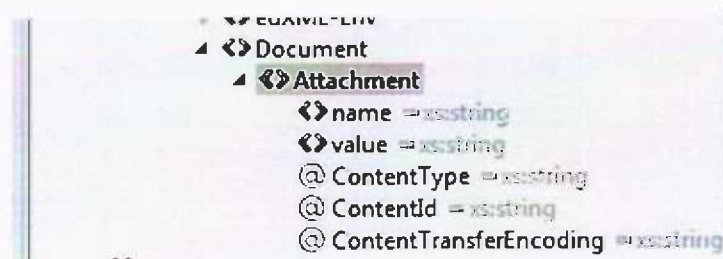 Document
Attachment
name = xs:string
value = xs:string
@ ContentType = xs:string
@ ContentId = xs:string
@ ContentTransferEncoding = xs:string